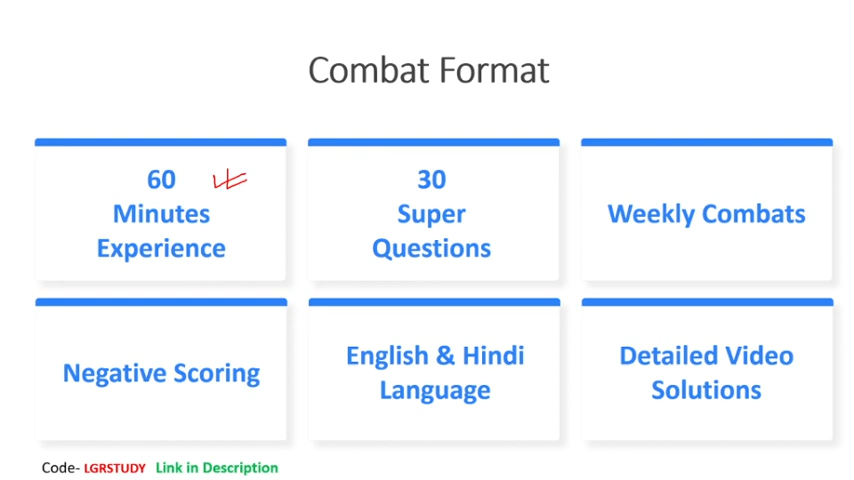 Combat Format
60
Minutes
Experience
30
Super
Questions
Weekly Combats
Negative Scoring
English & Hindi
Language
Detailed Video
Solutions
Code- LGRSTUDY Link in Description